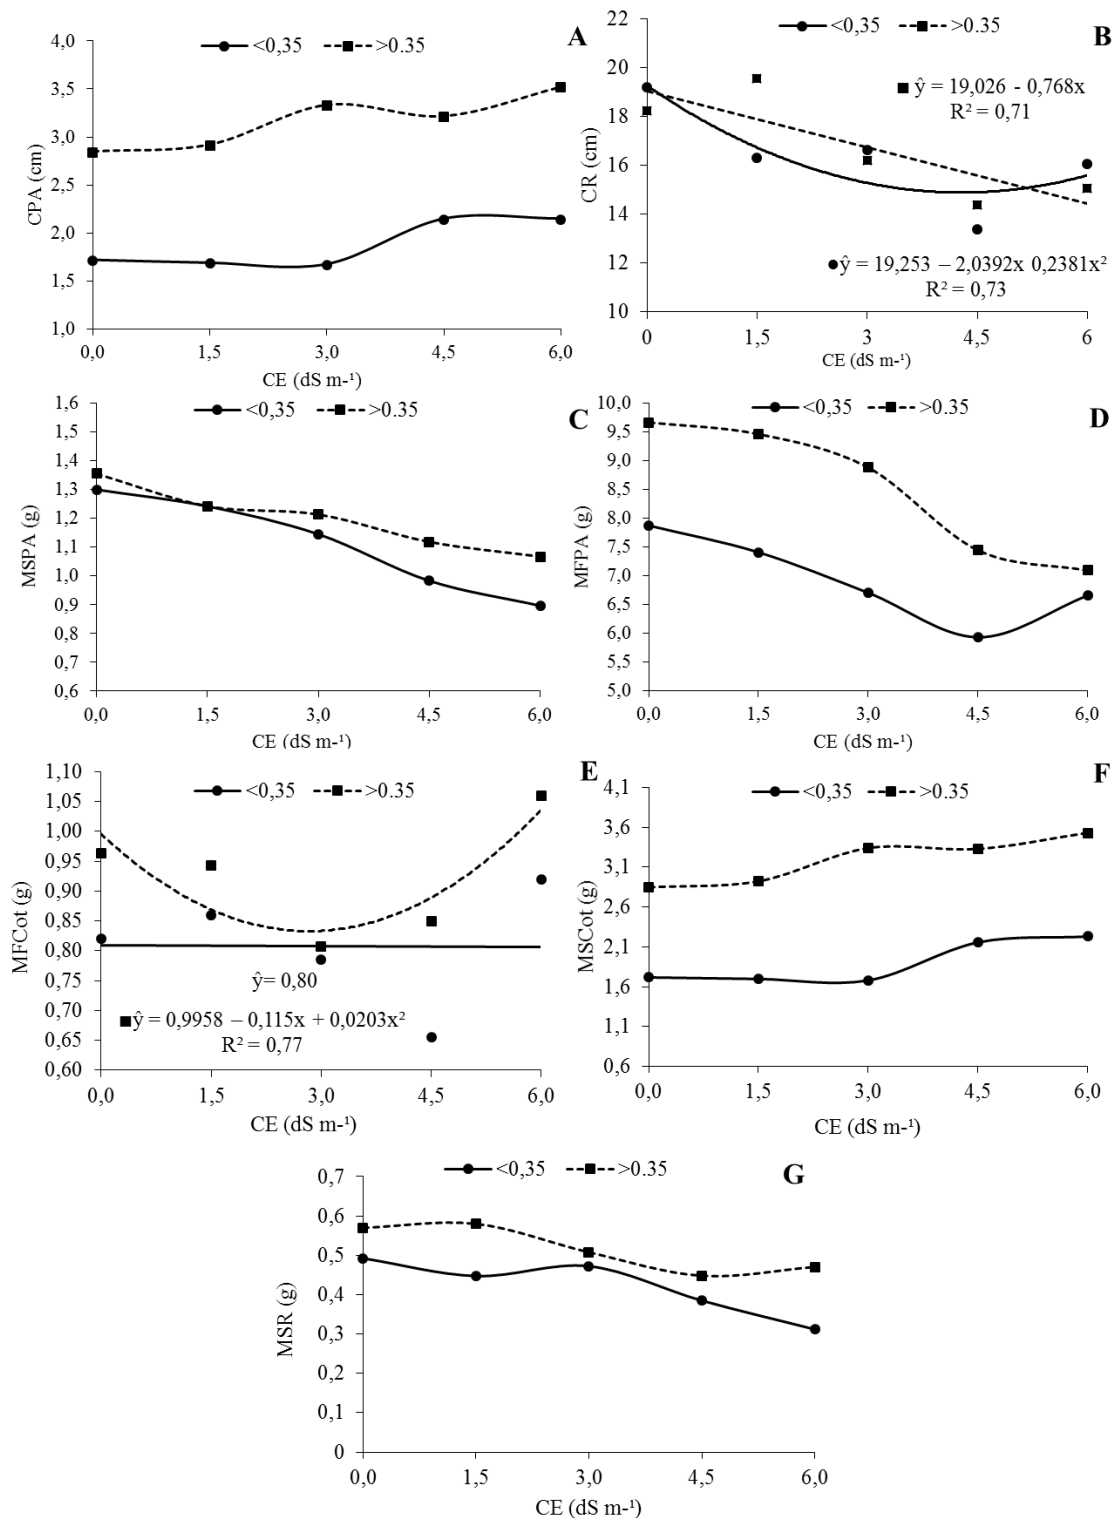 A
<0,35 >0.35
4,0
3,5
3,0
2,5
2,0
1,5
1,0
CPA (cm)
0,0 1,5 3,0 4,5 6,0
CE (dS m-¹)
B
<0,35 >0.35
22
20
18
16
14
12
10
CR (cm)
ŷ = 19,026 - 0,768x
R² = 0,71
ŷ = 19,253 – 2,0392x 0,2381x²
R² = 0,73
0 1,5 3 4,5 6
CE (dS m-¹)
C
<0,35 >0.35
1,6
1,5
1,4
1,3
1,2
1,1
1,0
0,9
0,8
0,7
0,6
MSPA (g)
0,0 1,5 3,0 4,5 6,0
CE (dS m-¹)
D
<0,35 >0.35
10,0
9,5
9,0
8,5
8,0
7,5
7,0
6,5
6,0
5,5
5,0
MFPA (g)
0,0 1,5 3,0 4,5 6,0
CE (dS m-¹)
E
<0,35 >0.35
1,10
1,05
1,00
0,95
0,90
0,85
0,80
0,75
0,70
0,65
0,60
MFCot (g)
ŷ= 0,80
ŷ = 0,9958 – 0,115x + 0,0203x²
R² = 0,77
0,0 1,5 3,0 4,5 6,0
CE (dS m-¹)
F
<0,35 >0.35
4,1
3,6
3,1
2,6
2,1
1,6
1,1
0,6
MSCot (g)
0,0 1,5 3,0 4,5 6,0
CE (dS m-¹)
G
<0,35 >0.35
0,7
0,6
0,5
0,4
0,3
0,2
0,1
0
MSR (g)
0,0 1,5 3,0 4,5 6,0
CE (dS m-¹)